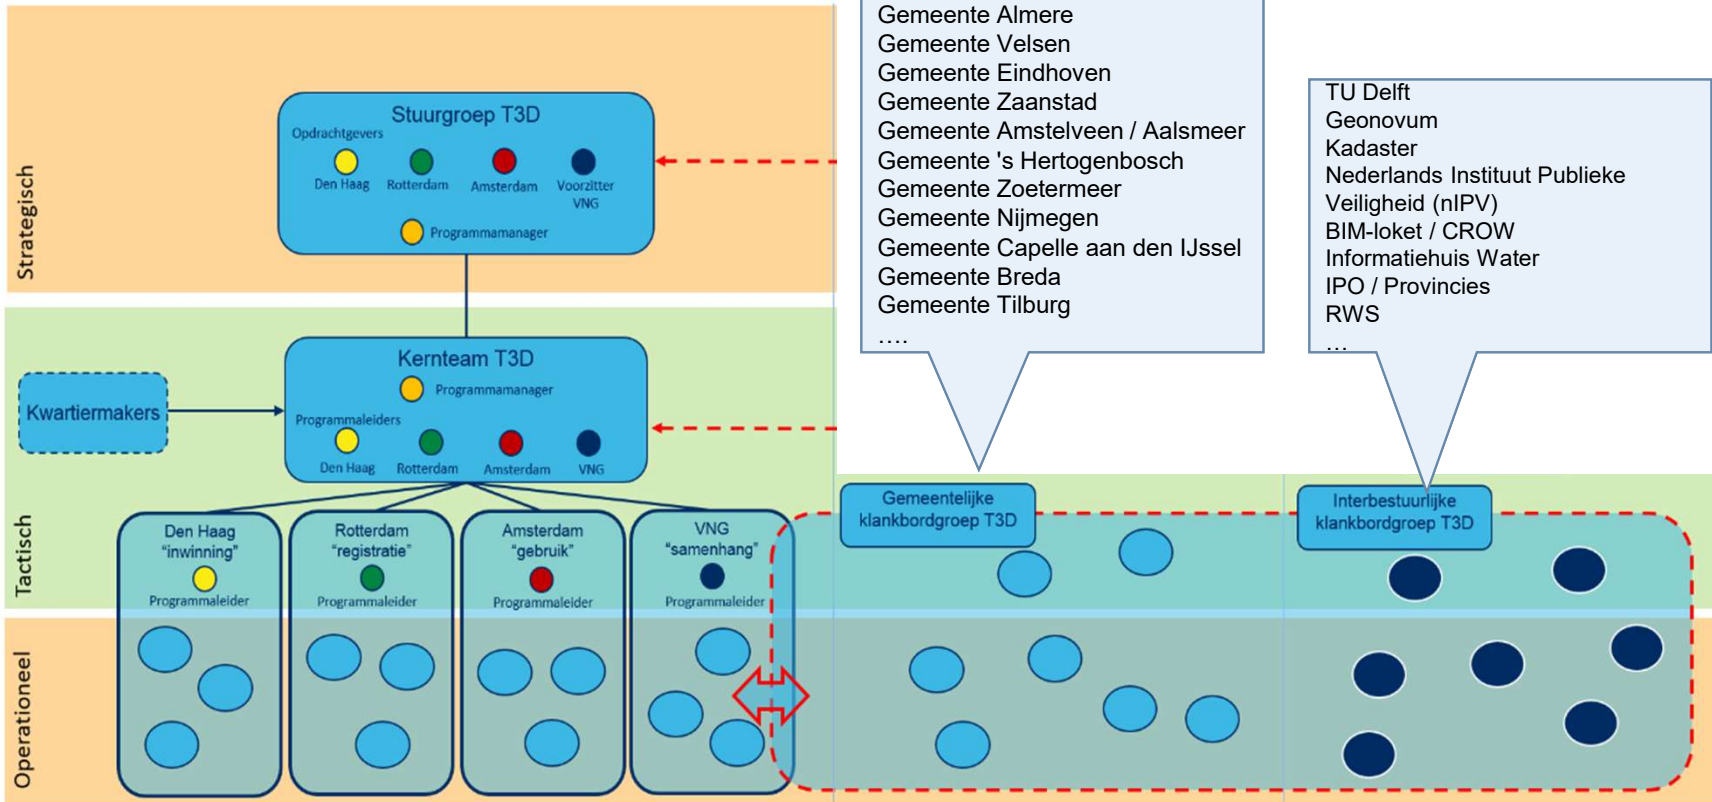 Strategisch
Stuurgroep T3D
Opdrachtgevers
Den Haag
Rotterdam
Amsterdam
Voorzitter
VNG
Programmamanager
Gemeente Almere
Gemeente Velsen
Gemeente Eindhoven
Gemeente Zaanstad
Gemeente Amstelveen / Aalsmeer
Gemeente 's Hertogenbosch
Gemeente Zoetermeer
Gemeente Nijmegen
Gemeente Capelle aan den IJssel
Gemeente Breda
Gemeente Tilburg
....
TU Delft
Geonovum
Kadaster
Nederlands Instituut Publieke
Veiligheid (nIPV)
BIM-loket / CROW
Informatiehuis Water
IPO / Provincies
RWS
...
Tactisch
Kwartiermakers
Kernteam T3D
Programmamanager
Programmaleiders
Den Haag
Rotterdam
Amsterdam
VNG
Den Haag
"inwinning"
Programmaleider
Rotterdam
"registratie"
Programmaleider
Amsterdam
"gebruik"
Programmaleider
VNG
"samenhang"
Programmaleider
Gemeentelijke
klankbordgroep T3D
Interbestuurlijke
klankbordgroep T3D
Operationeel